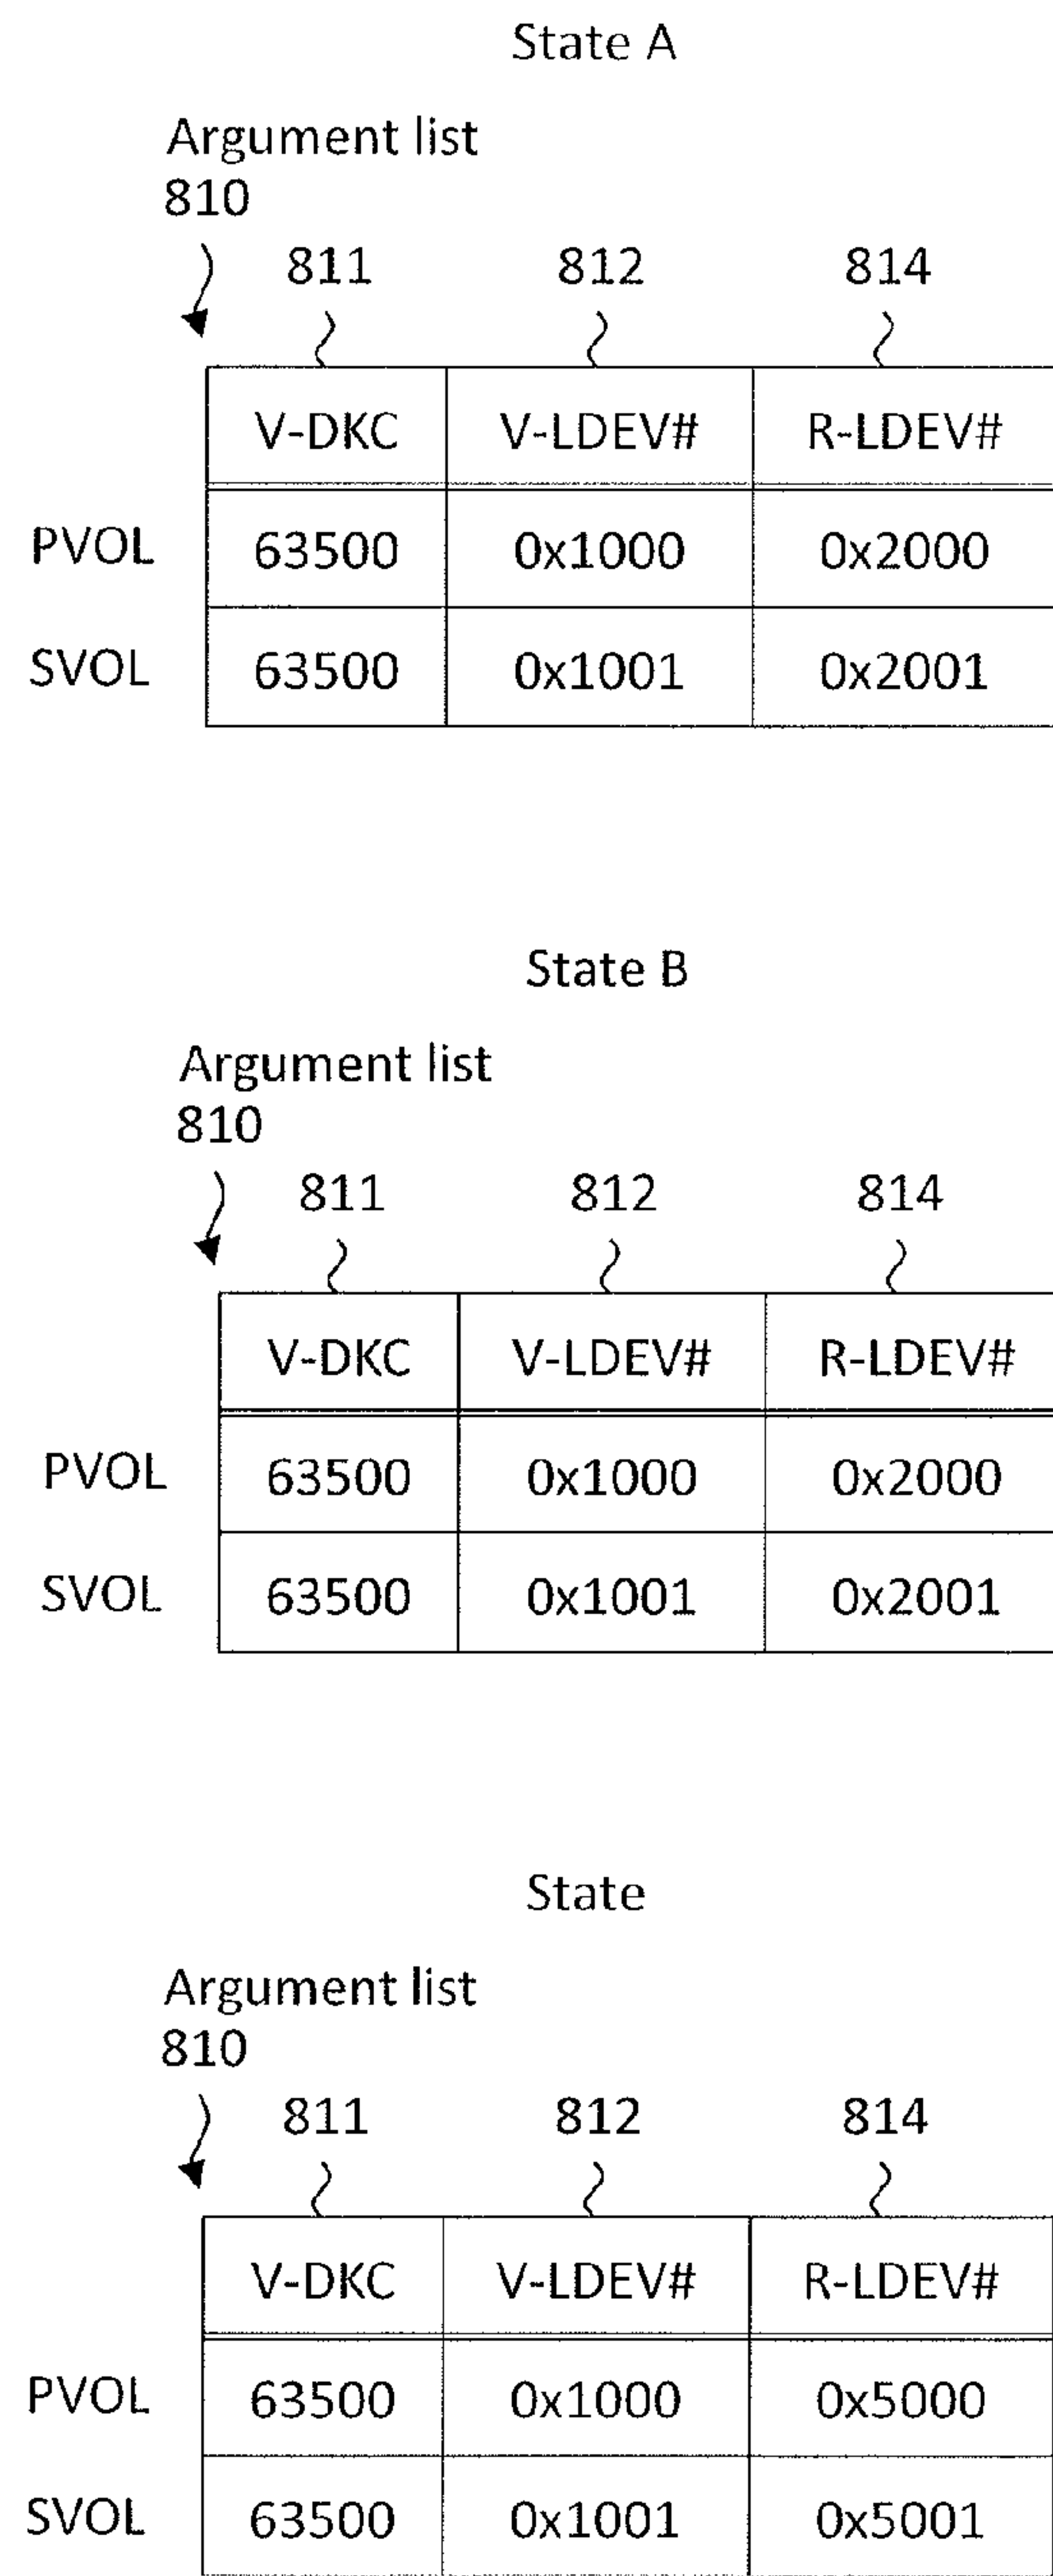 State A
Argument list
810
811 812 814
V-DKC V-LDEV# R-LDEV#
PVOL 63500 0x1000 0x2000
SVOL 63500 0x1001 0x2001
State B
Argument list
810
811 812 814
V-DKC V-LDEV# R-LDEV#
PVOL 63500 0x1000 0x2000
SVOL 63500 0x1001 0x2001
State
Argument list
810
811 812 814
V-DKC V-LDEV# R-LDEV#
PVOL 63500 0x1000 0x5000
SVOL 63500 0x1001 0x5001